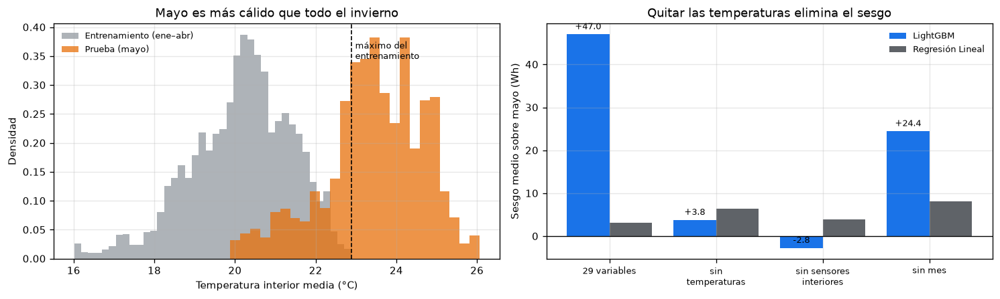 Mayo es más cálido que todo el invierno
Entrenamiento (ene–abr)
Prueba (mayo)
máximo del
entrenamiento
Densidad
0.40
0.35
0.30
0.25
0.20
0.15
0.10
0.05
0.00
16
18
20
22
24
26
Temperatura interior media (°C)
Quitar las temperaturas elimina el sesgo
LightGBM
Regresión Lineal
Sesgo medio sobre mayo (Wh)
40
30
20
10
0
+47.0
+3.8
-2.8
+24.4
29 variables
sin
temperaturas
sin sensores
interiores
sin mes